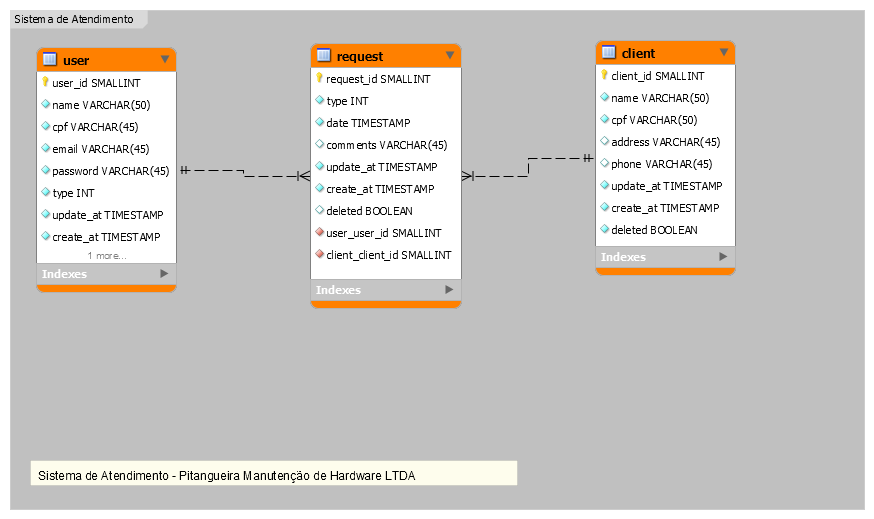 Sistema de Atendimento
user
user_id SMALLINT
name VARCHAR(50)
cpf VARCHAR(45)
email VARCHAR(45)
password VARCHAR(45)
type INT
update_at TIMESTAMP
create_at TIMESTAMP
1 more...
Indexes
request
request_id SMALLINT
type INT
date TIMESTAMP
comments VARCHAR(45)
update_at TIMESTAMP
create_at TIMESTAMP
deleted BOOLEAN
user_user_id SMALLINT
client_client_id SMALLINT
Indexes
client
client_id SMALLINT
name VARCHAR(50)
cpf VARCHAR(50)
address VARCHAR(45)
phone VARCHAR(45)
update_at TIMESTAMP
create_at TIMESTAMP
deleted BOOLEAN
Indexes
Sistema de Atendimento - Pitangueira Manutenção de Hardware LTDA